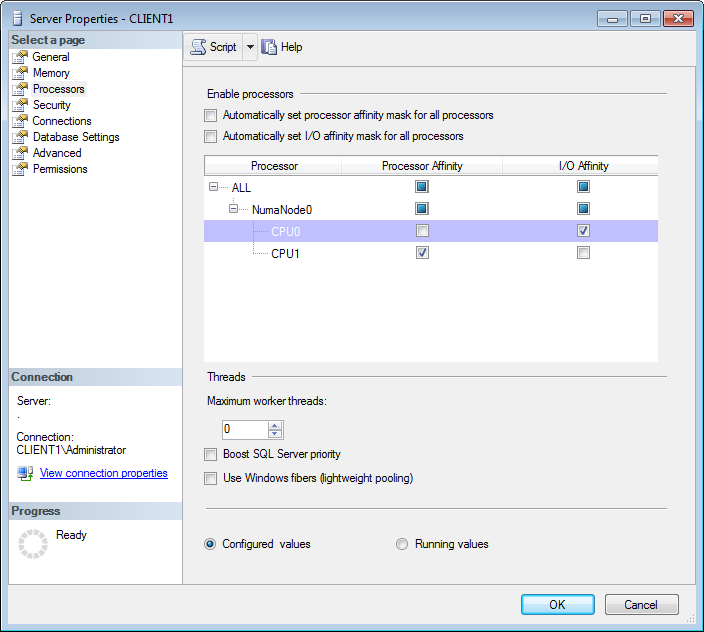 Server Properties - CLIENT1
Select a page
General
Memory
Processors
Security
Connections
Database Settings
Advanced
Permissions
Connection
Server:
.
Connection:
CLIENT1\Administrator
View connection properties
Progress
Ready
Script
Help
Enable processors
Automatically set processor affinity mask for all processors
Automatically set I/O affinity mask for all processors
Processor Processor Affinity I/O Affinity
ALL
NumaNode0
CPU0
CPU1
Threads
Maximum worker threads:
0
Boost SQL Server priority
Use Windows fibers (lightweight pooling)
Configured values Running values
OK Cancel